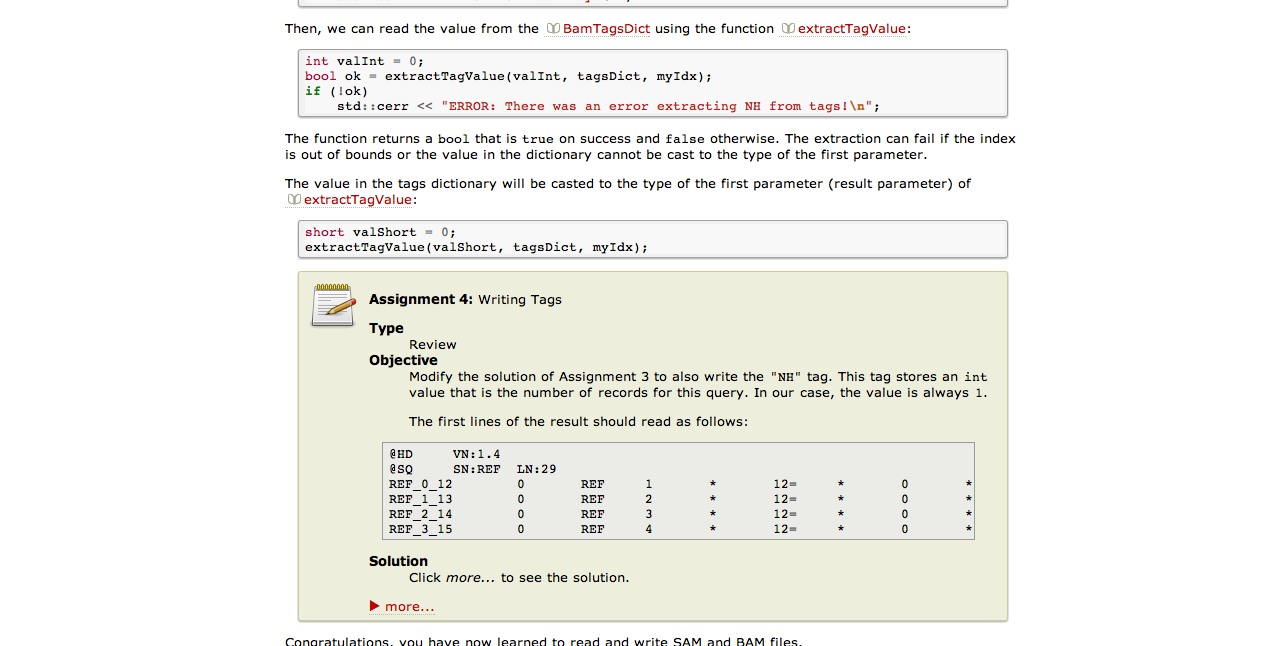 Then, we can read the value from the BamTagsDict using the function extractTagValue:
int valInt = 0;
bool ok = extractTagValue(valInt, tagsDict, myIdx);
if (!ok)
    std::cerr << "ERROR: There was an error extracting NH from tags!\n";
The function returns a bool that is true on success and false otherwise. The extraction can fail if the index
is out of bounds or the value in the dictionary cannot be cast to the type of the first parameter.
The value in the tags dictionary will be casted to the type of the first parameter (result parameter) of
extractTagValue:
short valShort = 0;
extractTagValue(valShort, tagsDict, myIdx);
Assignment 4: Writing Tags
Type
Review
Objective
Modify the solution of Assignment 3 to also write the "NH" tag. This tag stores an int
value that is the number of records for this query. In our case, the value is always 1.
The first lines of the result should read as follows:
@HD     VN:1.4
@SQ     SN:REF  LN:29
REF_0_12        0       REF     1       *       12=     *       0       *
REF_1_13        0       REF     2       *       12=     *       0       *
REF_2_14        0       REF     3       *       12=     *       0       *
REF_3_15        0       REF     4       *       12=     *       0       *
Solution
Click more... to see the solution.
more...
Congratulations, you have now learned to read and write SAM and BAM files.